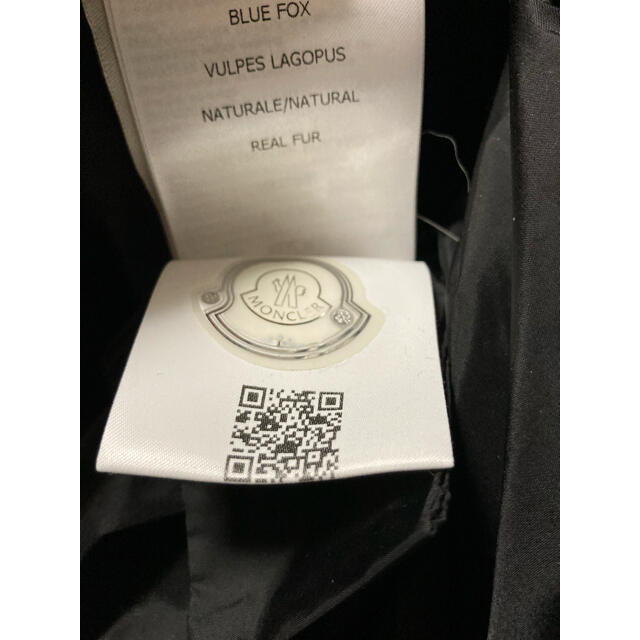 BLUE FOX
VULPES LAGOPUS
NATURALE/NATURAL
REAL FUR
MONCLER